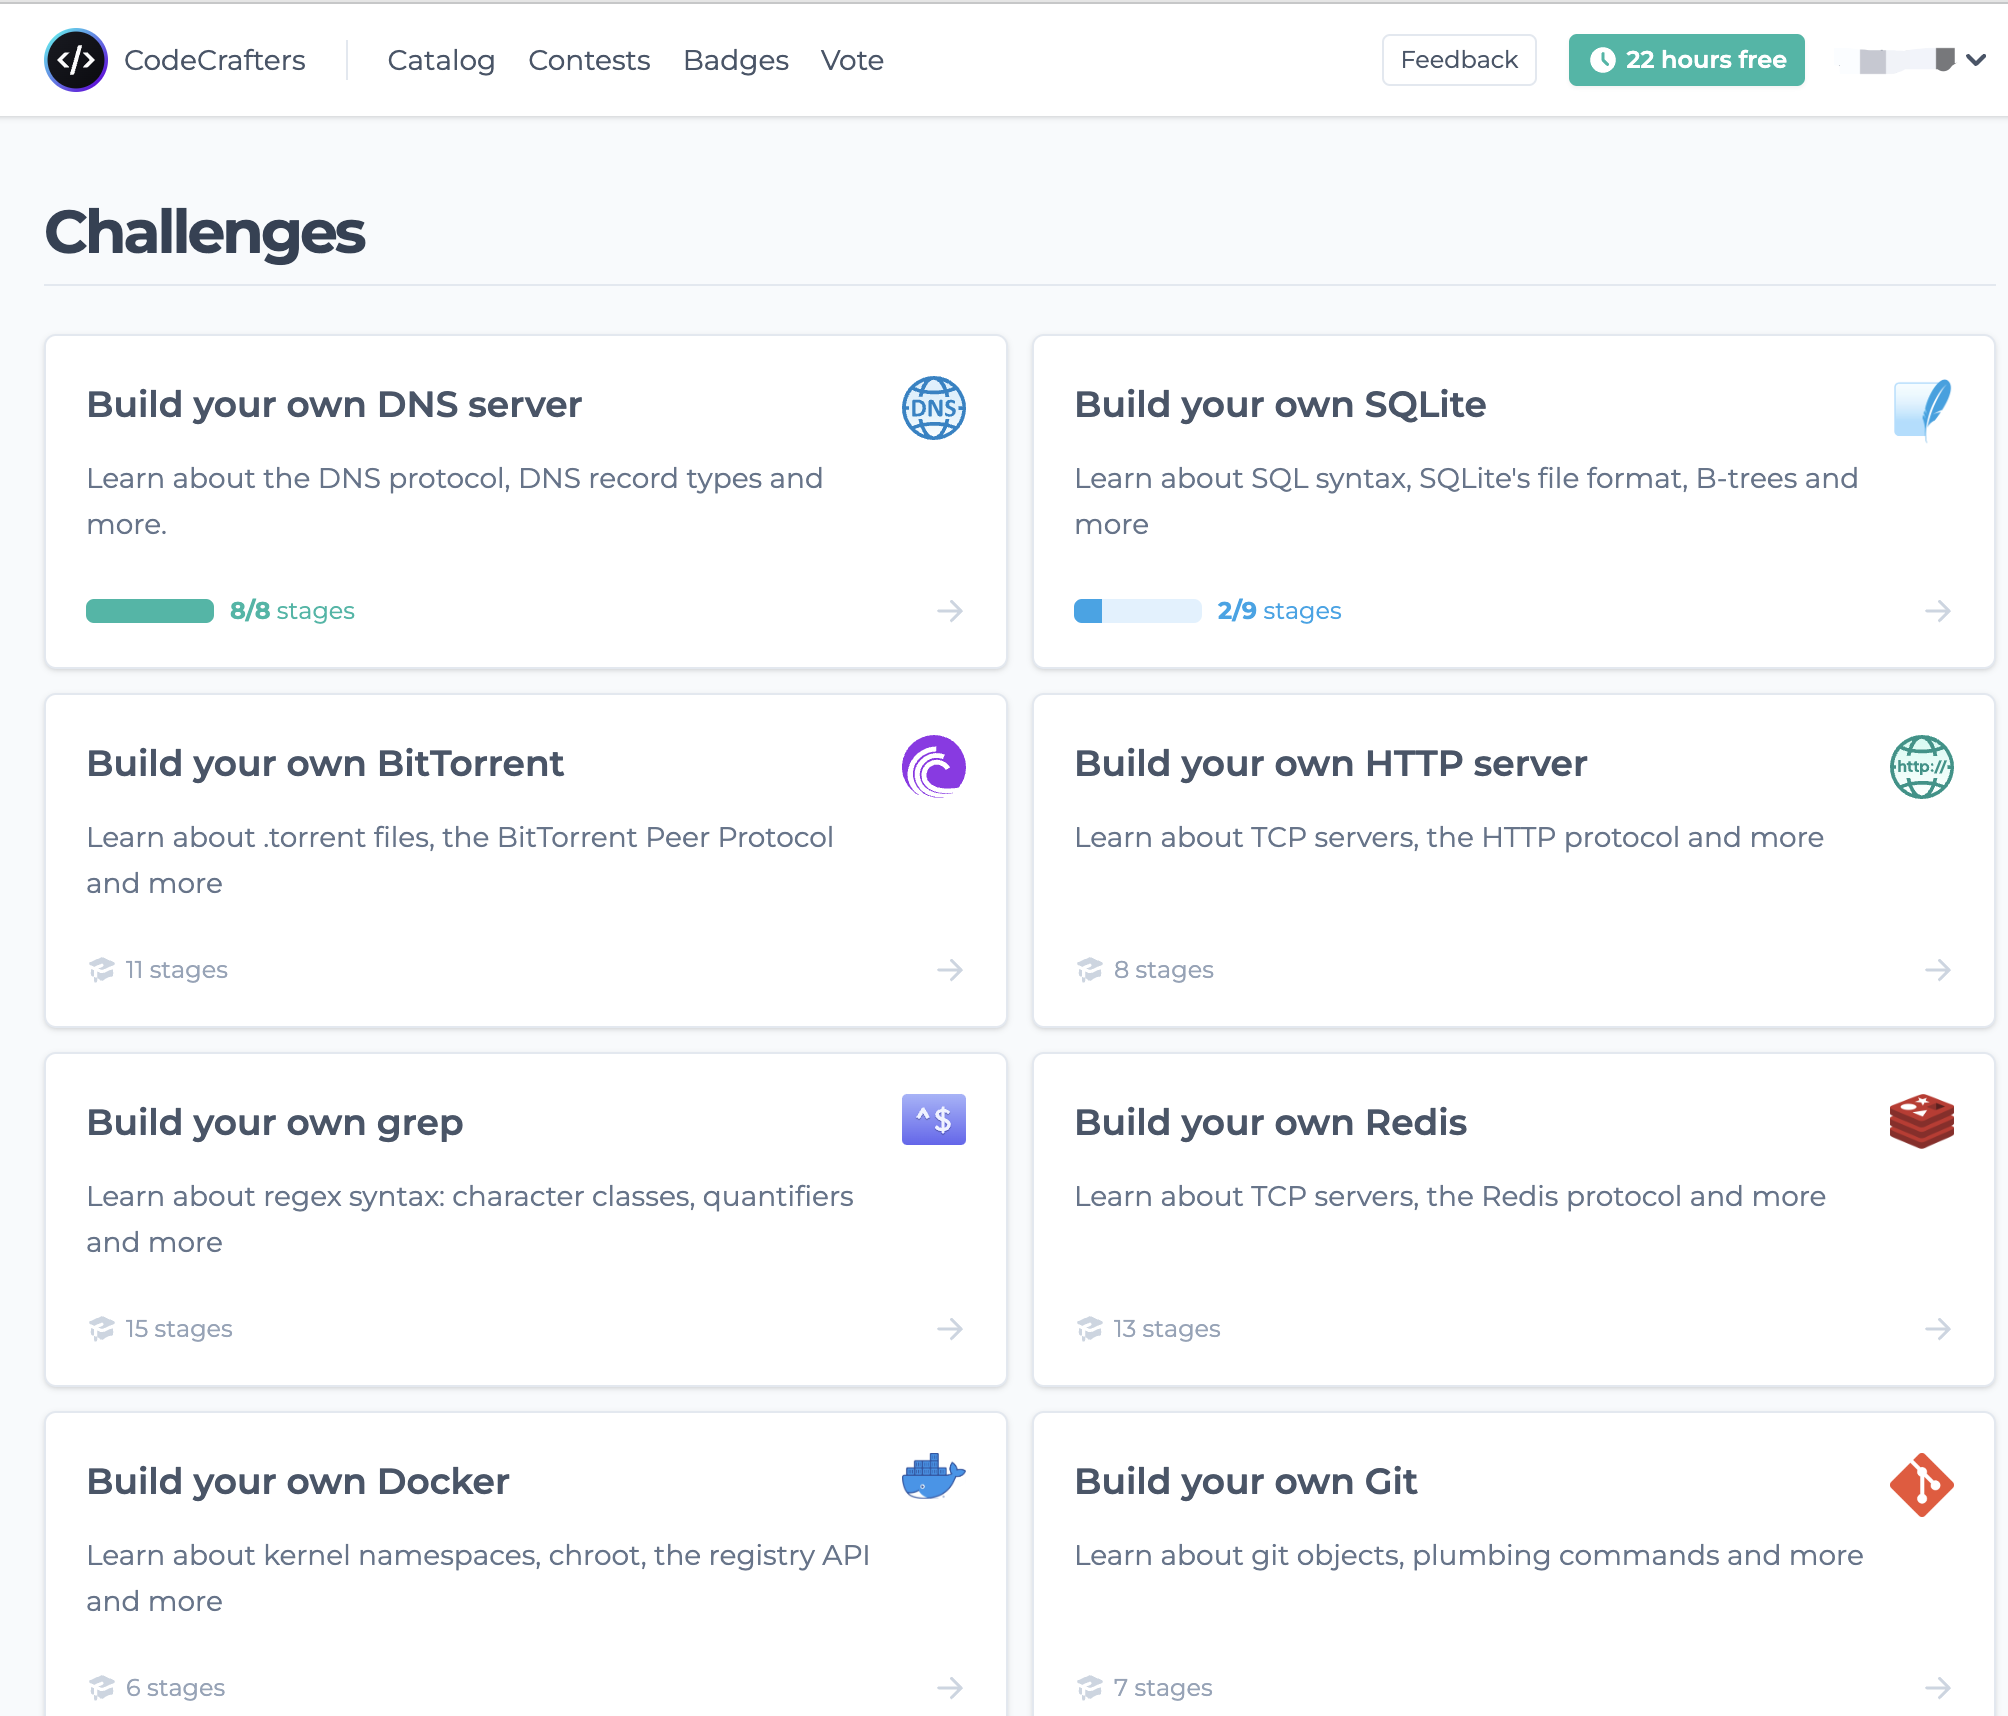 </> CodeCrafters Catalog Contests Badges Vote Feedback 22 hours free
Challenges
Build your own DNS server
DNS
Learn about the DNS protocol, DNS record types and
more.
8/8 stages
Build your own SQLite
Learn about SQL syntax, SQLite's file format, B-trees and
more
2/9 stages
Build your own BitTorrent
Learn about .torrent files, the BitTorrent Peer Protocol
and more
11 stages
Build your own HTTP server
http://
Learn about TCP servers, the HTTP protocol and more
8 stages
Build your own grep
^$
Learn about regex syntax: character classes, quantifiers
and more
15 stages
Build your own Redis
Learn about TCP servers, the Redis protocol and more
13 stages
Build your own Docker
Learn about kernel namespaces, chroot, the registry API
and more
6 stages
Build your own Git
Learn about git objects, plumbing commands and more
7 stages